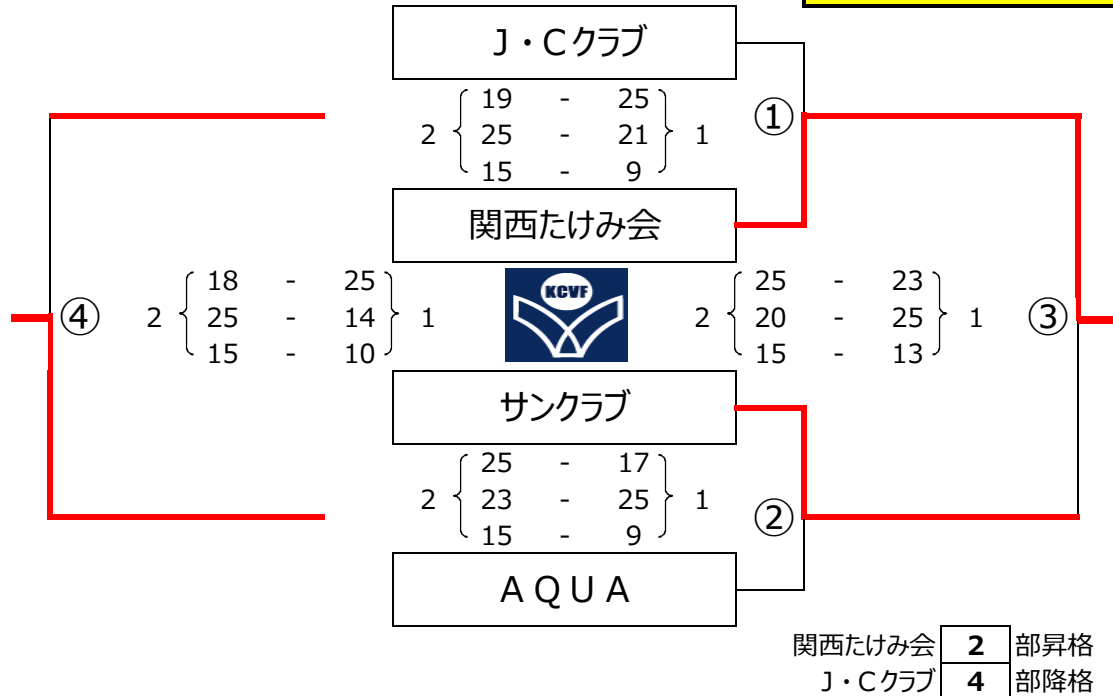 J・Cクラブ
19 - 25
2 25 - 21 1
15 - 9
①
関西たけみ会
18 - 25
④ 2 25 - 14 1
15 - 10
KCVF
25 - 23
2 20 - 25 1 ③
15 - 13
サンクラブ
25 - 17
2 23 - 25 1
15 - 9
②
AQUA
関西たけみ会 2 部昇格
J・Cクラブ 4 部降格